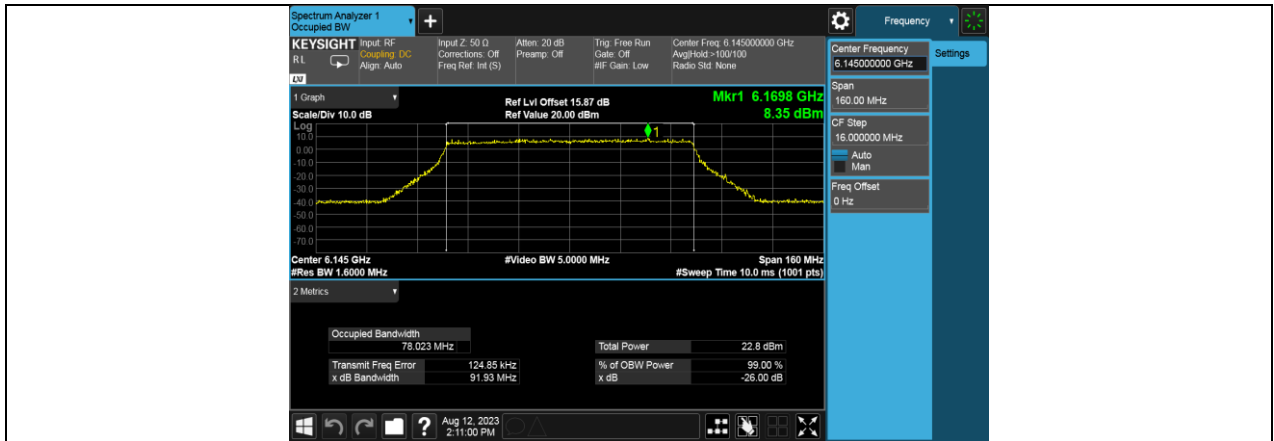 Spectrum Analyzer 1
Occupied BW
Frequency
KEYSIGHT
R L
LXI
Input: RF
Coupling: DC
Align: Auto
Input Z: 50 Ω
Corrections: Off
Freq Ref: Int (S)
Atten: 20 dB
Preamp: Off
Trig: Free Run
Gate: Off
#IF Gain: Low
Center Freq: 6.145000000 GHz
Avg|Hold:>100/100
Radio Std: None
Center Frequency
6.145000000 GHz
Settings
Span
160.00 MHz
CF Step
16.000000 MHz
Auto
Man
Freq Offset
0 Hz
1 Graph
Scale/Div 10.0 dB
Ref Lvl Offset 15.87 dB
Ref Value 20.00 dBm
Mkr1 6.1698 GHz
8.35 dBm
Log
1
10.0
0.00
-10.0
-20.0
-30.0
-40.0
-50.0
-60.0
-70.0
Center 6.145 GHz
#Video BW 5.0000 MHz
Span 160 MHz
#Res BW 1.6000 MHz
#Sweep Time 10.0 ms (1001 pts)
2 Metrics
Occupied Bandwidth
78.023 MHz
Total Power 22.8 dBm
Transmit Freq Error 124.85 kHz
% of OBW Power 99.00 %
x dB Bandwidth 91.93 MHz
x dB -26.00 dB
?
Aug 12, 2023
2:11:00 PM